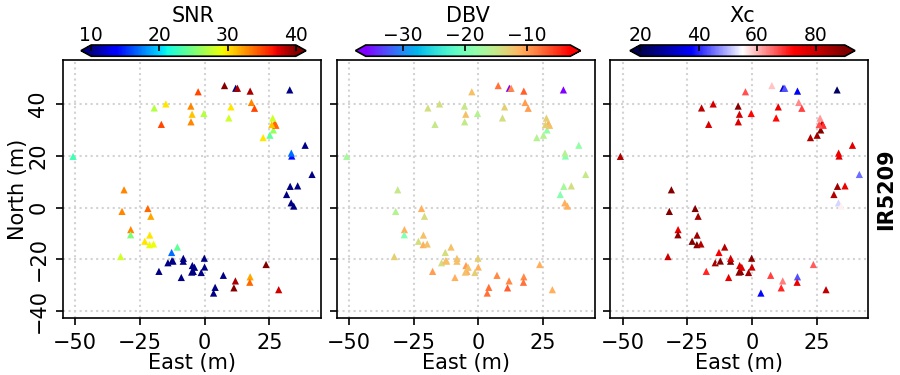 SNR DBV Xc
10 20 30 40 −30 −20 −10 20 40 60 80
North (m)
40
20
0
−20
−40
IR5209
−50 −25 0 25 −50 −25 0 25 −50 −25 0 25
East (m) East (m) East (m)